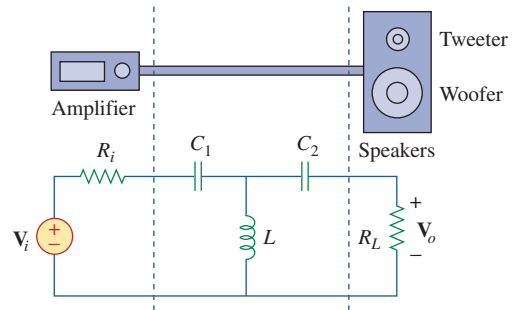 Tweeter
Woofer
Amplifier
Speakers
R_i
C_1
C_2
+
+
−
V_i
L
R_L
V_o
−